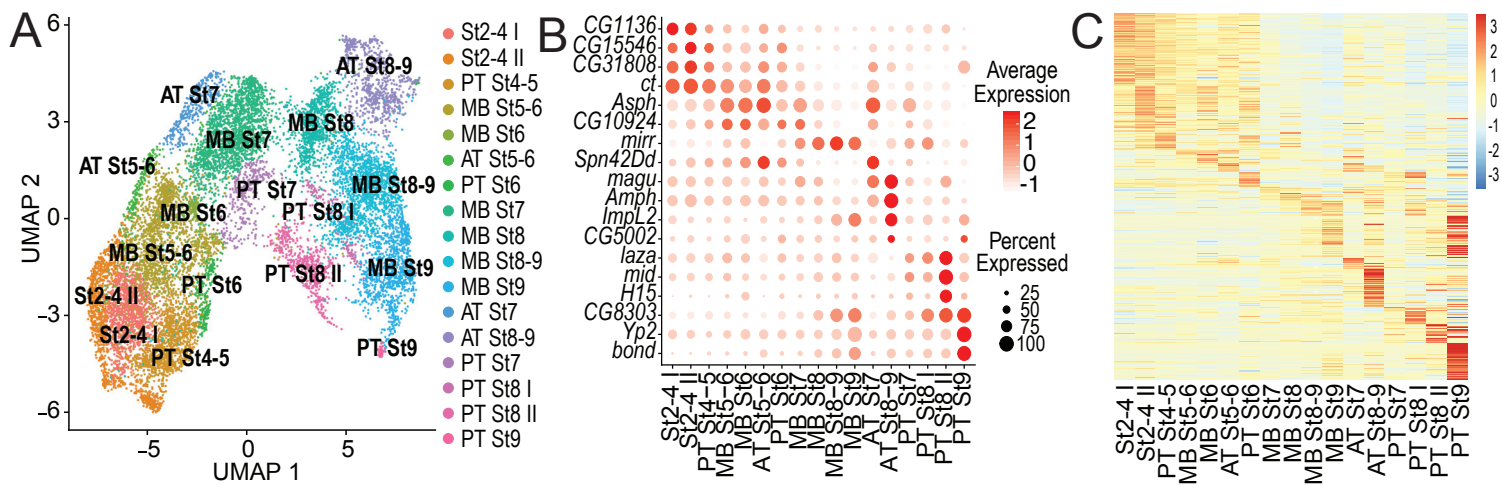 A
UMAP 2
6
3
0
−3
−6
−5
0
5
UMAP 1
AT St8-9
AT St7
MB St7
MB St8
AT St5-6
PT St7
MB St8-9
PT St8 I
MB St6
MB St5-6
PT St6
PT St8 II
MB St9
St2-4 II
St2-4 I
PT St4-5
PT St9
St2-4 I
St2-4 II
PT St4-5
MB St5-6
MB St6
AT St5-6
PT St6
MB St7
MB St8
MB St8-9
MB St9
AT St7
AT St8-9
PT St7
PT St8 I
PT St8 II
PT St9
B
CG1136
CG15546
CG31808
ct
Asph
CG10924
mirr
Spn42Dd
magu
Amph
ImpL2
CG5002
laza
mid
H15
CG8303
Yp2
bond
St2-4 I
St2-4 II
PT St4-5
MB St5-6
MB St6
AT St5-6
PT St6
MB St7
MB St8
MB St8-9
MB St9
AT St7
AT St8-9
PT St7
PT St8 I
PT St8 II
PT St9
Average
Expression
2
1
0
-1
Percent
Expressed
25
50
75
100
C
St2-4 I
St2-4 II
PT St4-5
MB St5-6
MB St6
AT St5-6
PT St6
MB St7
MB St8
MB St8-9
MB St9
AT St7
AT St8-9
PT St7
PT St8 I
PT St8 II
PT St9
3
2
1
0
-1
-2
-3